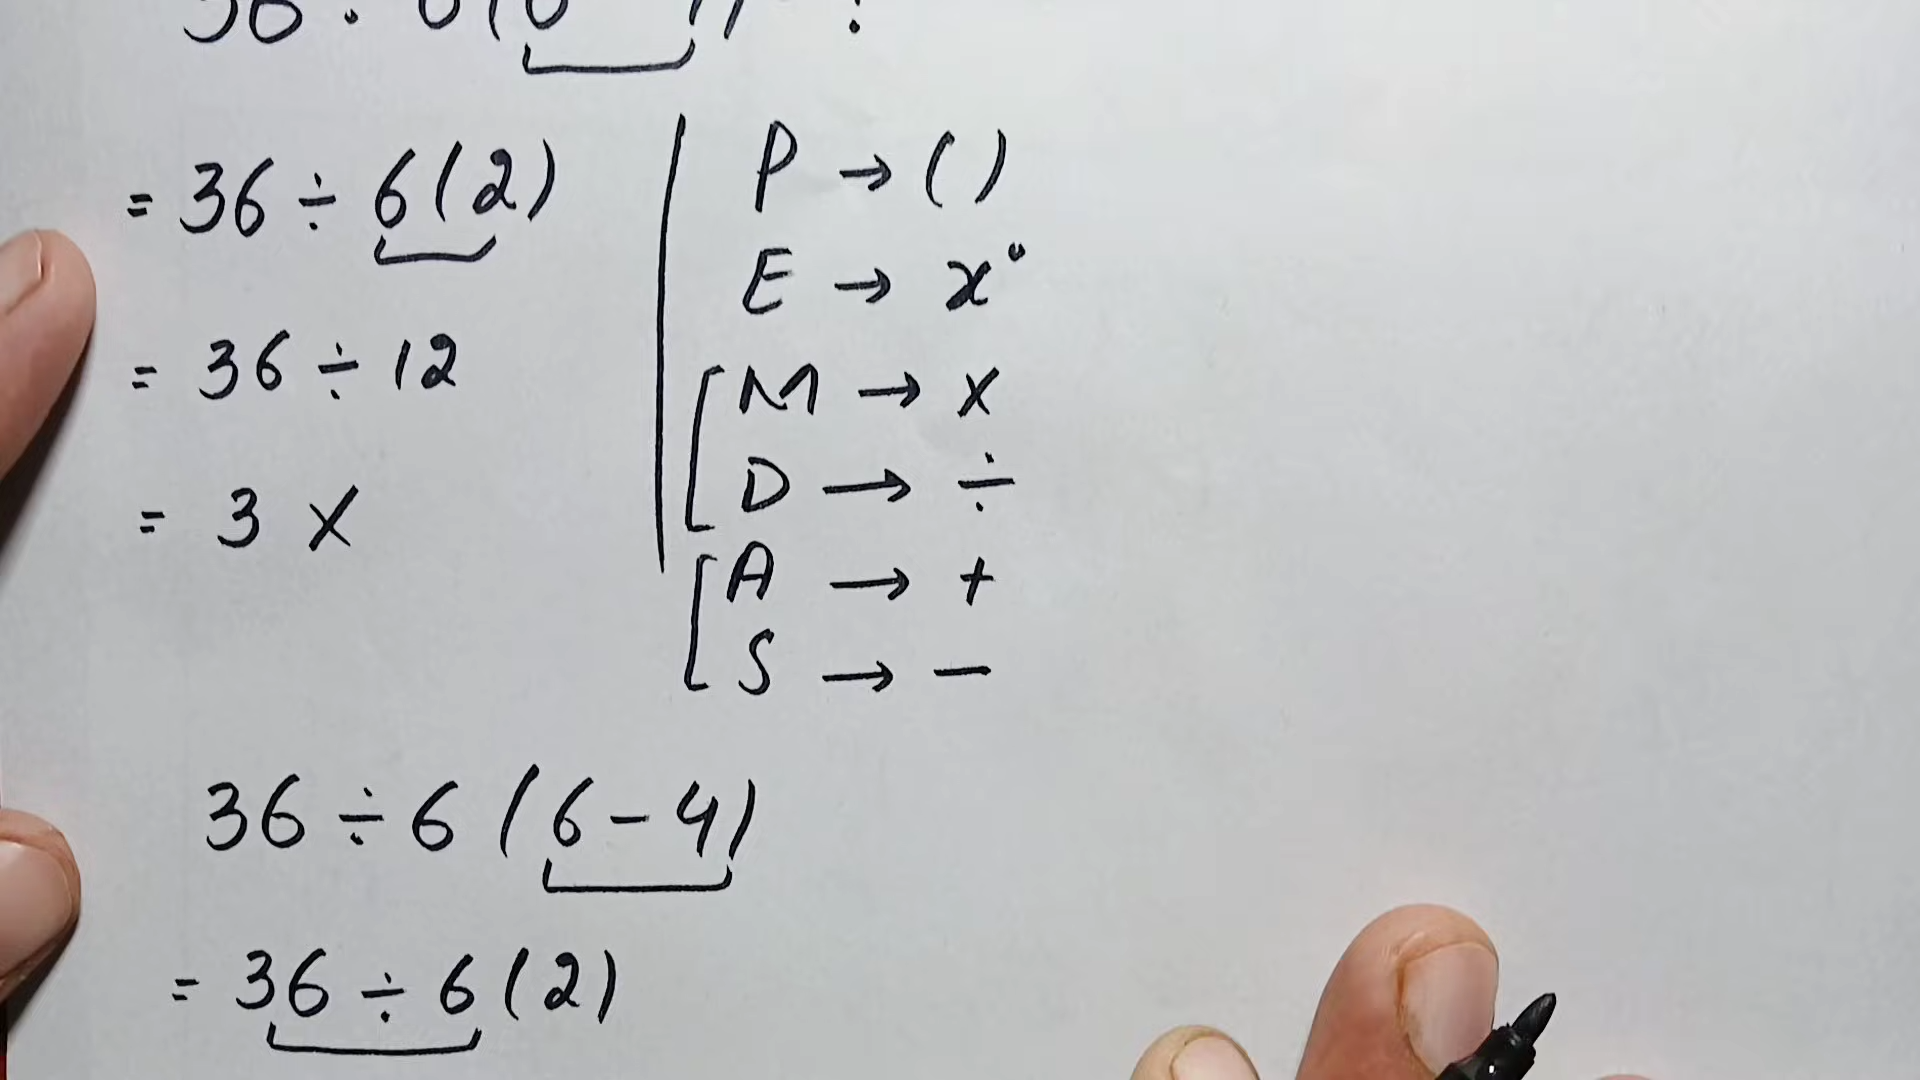 = 36 ÷ 6(2)
= 36 ÷ 12
= 3 X
P → ( )
E → x°
M → ×
D → ÷
A → +
S → −
36 ÷ 6 (6 − 4)
= 36 ÷ 6 (2)